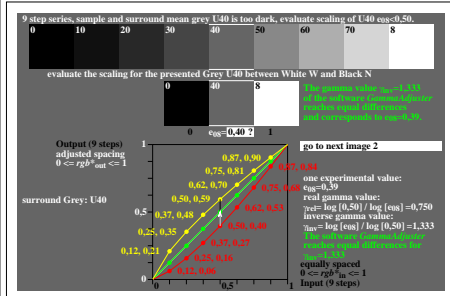 9 step series, sample and surround mean grey U40 is too dark, evaluate scaling of U40 e08<0,50.
0 10 20 30 40 50 60 70 8
evaluate the scaling for the presented Grey U40 between White W and Black N
0 40 8
The gamma value γinv=1,333
of the software GammaAdjuster
reaches equal differences
and corresponds to e08=0,39.
0 e08=0,40 ? 1
Output (9 steps)
adjusted spacing
0 <= rgb*out <= 1
go to next image 2
surround Grey: U40
1
0,5
0
0,87, 0,90
0,75, 0,81
0,62, 0,70
0,50, 0,59
0,37, 0,48
0,25, 0,35
0,12, 0,21
0,87, 0,84
0,75, 0,68
0,62, 0,53
0,50, 0,40
0,37, 0,27
0,25, 0,16
0,12, 0,06
0 0,5 1
one experimental value:
e08=0,39
real gamma value:
γrel= log [0,50] / log [e08] =0,750
inverse gamma value:
γinv= log [e08] / log [0,50] =1,333
The software GammaAdjuster
reaches equal differences for
γinv=1,333
equally spaced
0 <= rgb*in <= 1
Input (9 steps)